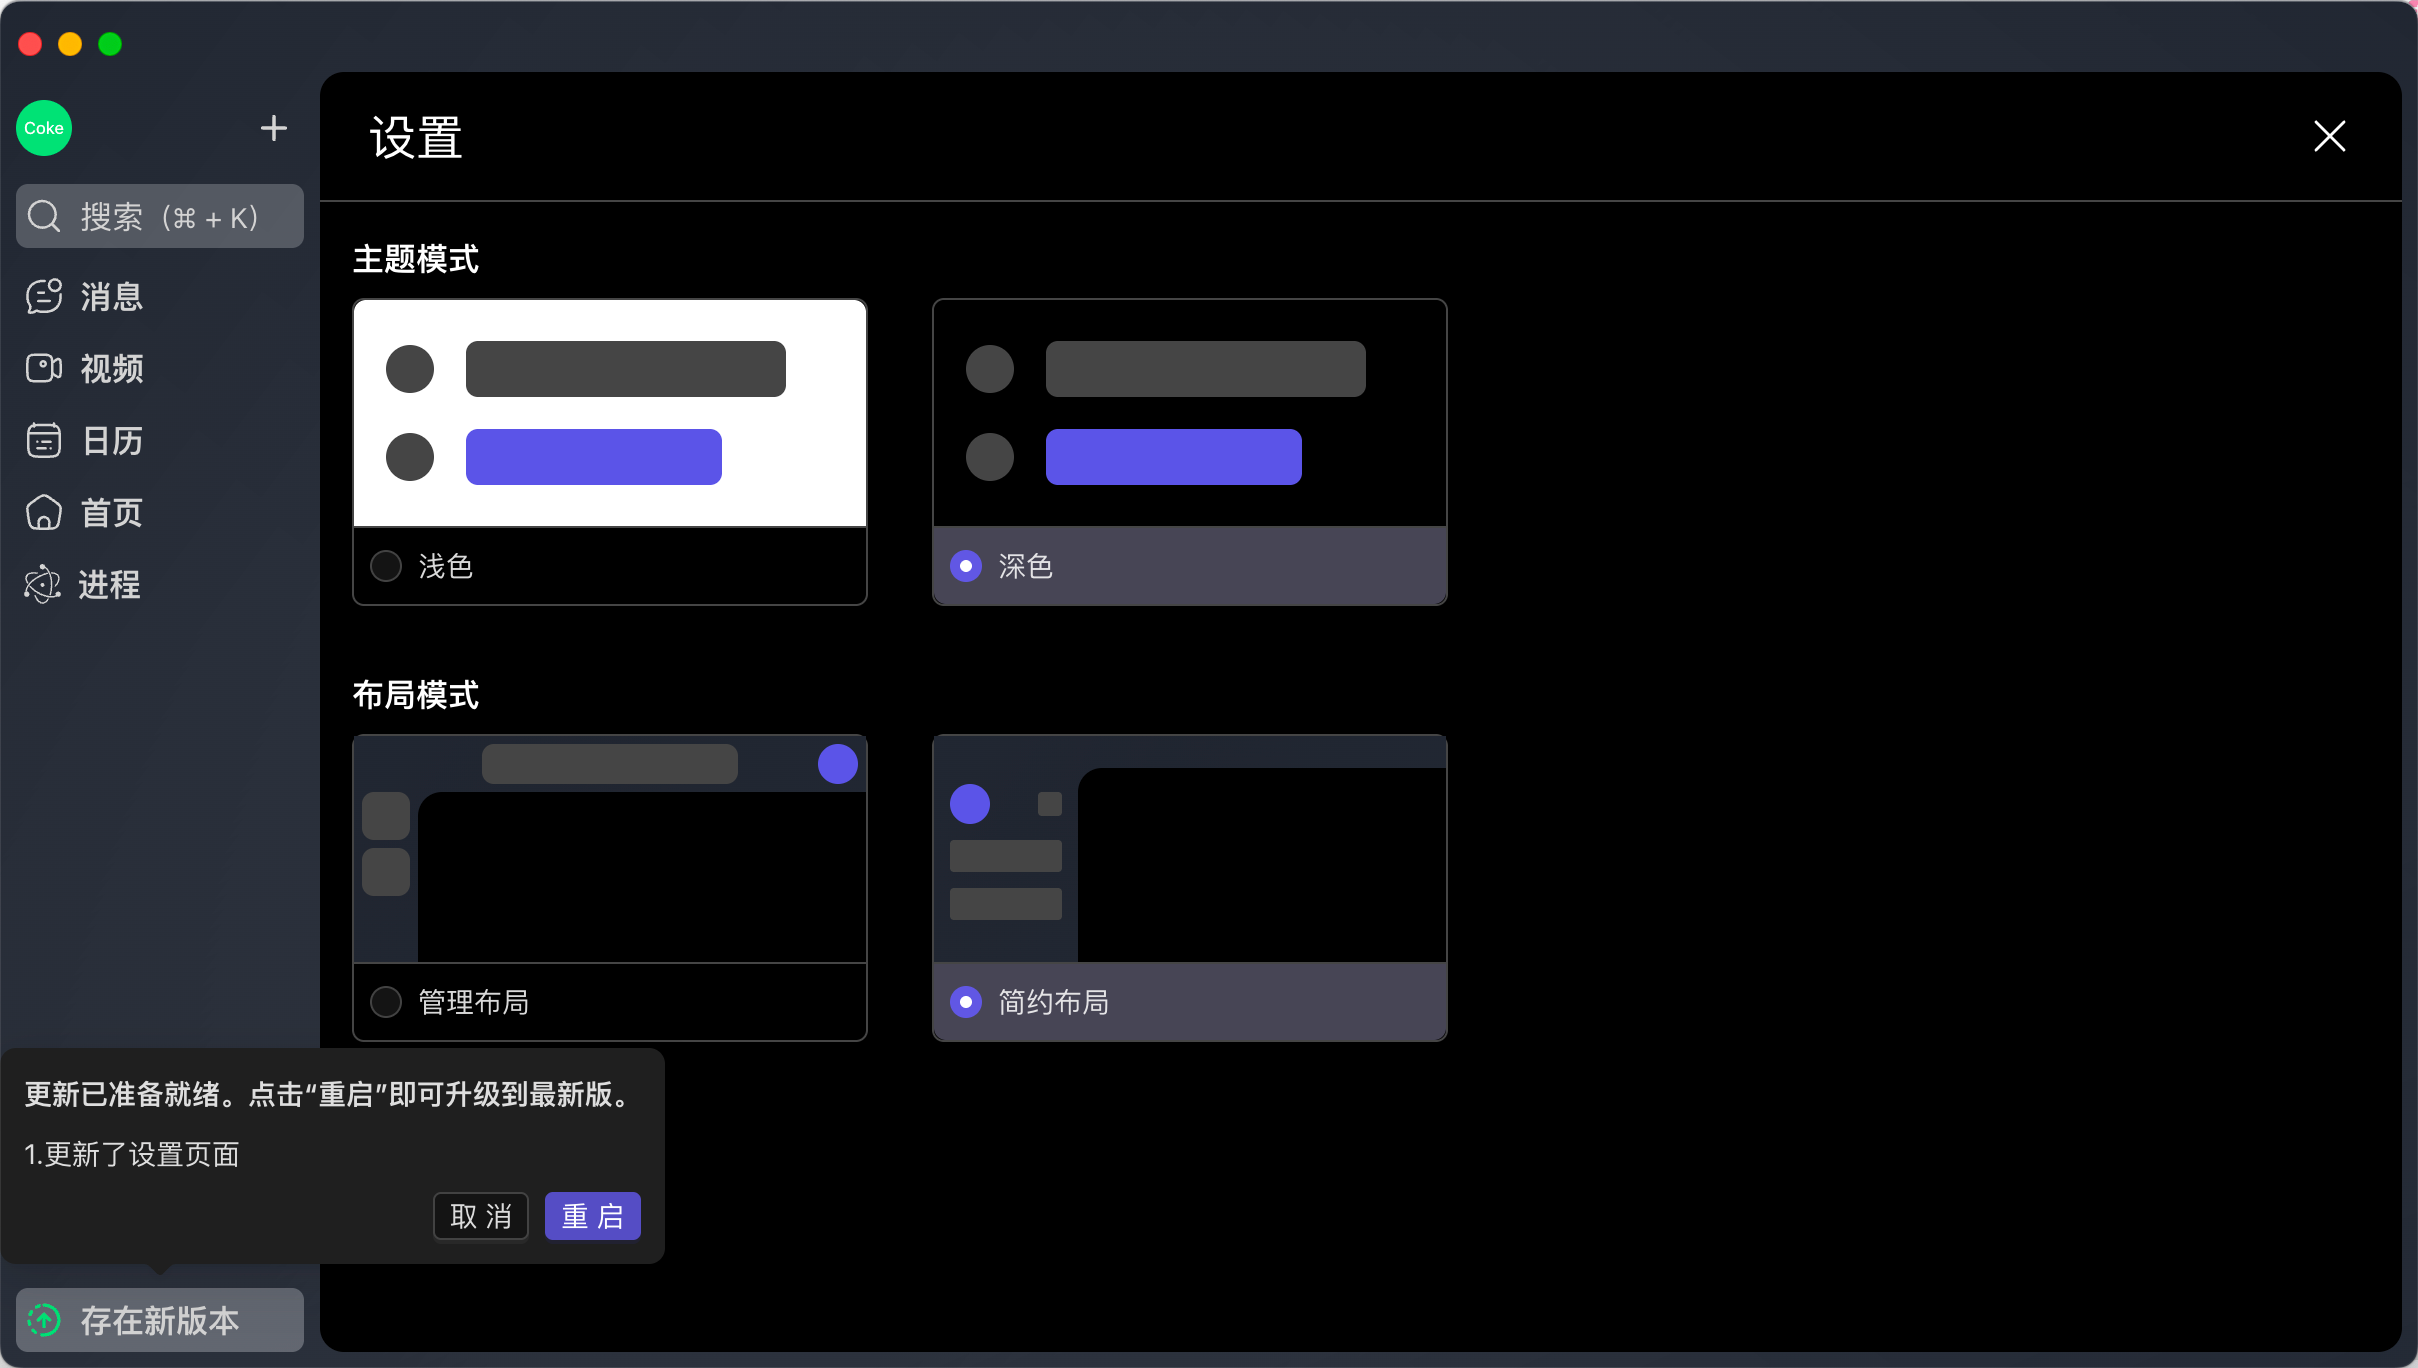 Coke
设置
搜索（⌘ + K）
消息
视频
日历
首页
进程
主题模式
浅色
深色
布局模式
管理布局
简约布局
更新已准备就绪。点击“重启”即可升级到最新版。
1.更新了设置页面
取 消
重 启
存在新版本